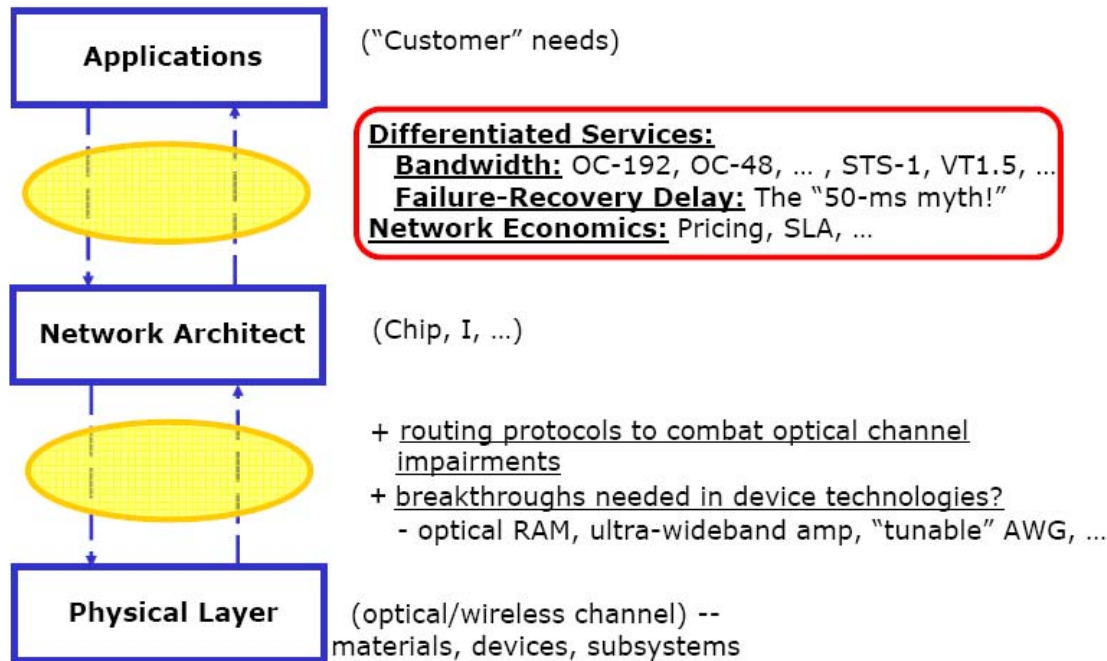 Applications
("Customer" needs)
Differentiated Services:
Bandwidth: OC-192, OC-48, … , STS-1, VT1.5, …
Failure-Recovery Delay: The "50-ms myth!"
Network Economics: Pricing, SLA, …
Network Architect
(Chip, I, …)
+ routing protocols to combat optical channel
impairments
+ breakthroughs needed in device technologies?
- optical RAM, ultra-wideband amp, "tunable" AWG, …
Physical Layer
(optical/wireless channel) --
materials, devices, subsystems